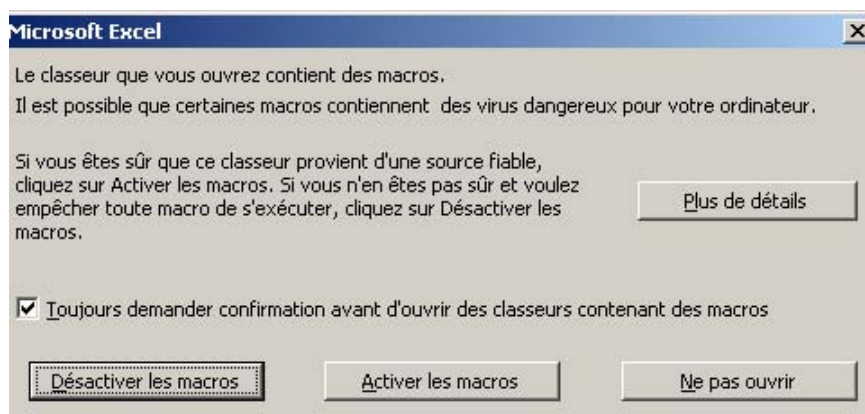 Microsoft Excel
Le classeur que vous ouvrez contient des macros.
Il est possible que certaines macros contiennent des virus dangereux pour votre ordinateur.
Si vous êtes sûr que ce classeur provient d'une source fiable,
cliquez sur Activer les macros. Si vous n'en êtes pas sûr et voulez
empêcher toute macro de s'exécuter, cliquez sur Désactiver les
macros.
Plus de détails
Toujours demander confirmation avant d'ouvrir des classeurs contenant des macros
Désactiver les macros
Activer les macros
Ne pas ouvrir